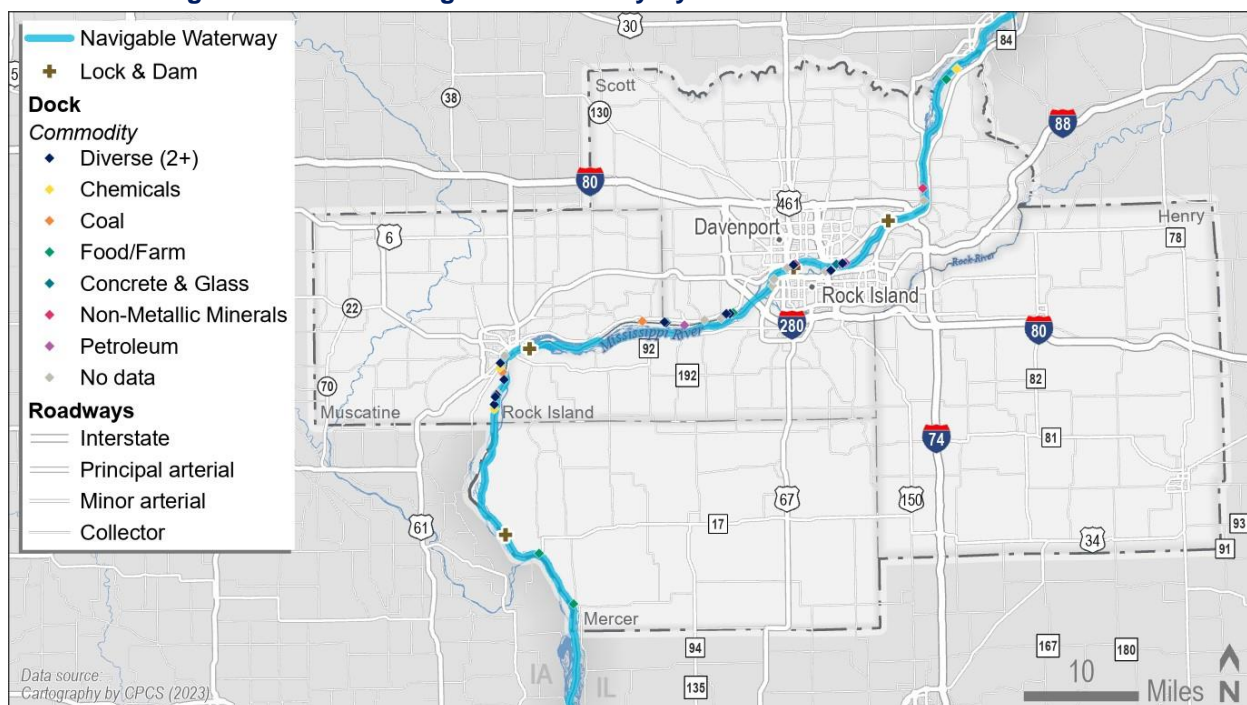 Navigable Waterway
Lock & Dam
Dock
Commodity
Diverse (2+)
Chemicals
Coal
Food/Farm
Concrete & Glass
Non-Metallic Minerals
Petroleum
No data
Roadways
Interstate
Principal arterial
Minor arterial
Collector
30
84
Scott
38
130
88
80
461
Davenport
Henry
78
6
Rock River
22
Rock Island
280
80
Mississippi River
92
192
82
70
Muscatine
Rock Island
74
81
67
150
61
17
34
93
91
Mercer
94
167
180
IA
IL
135
10
Miles
N
Data source:
Cartography by CPCS (2023)